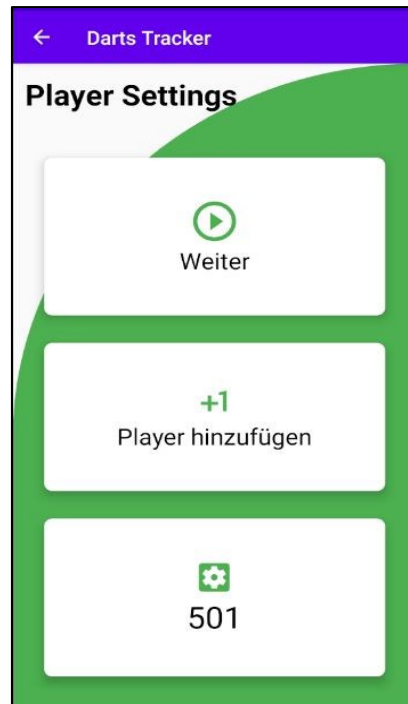 Darts Tracker
Player Settings
Weiter
+1
Player hinzufügen
501